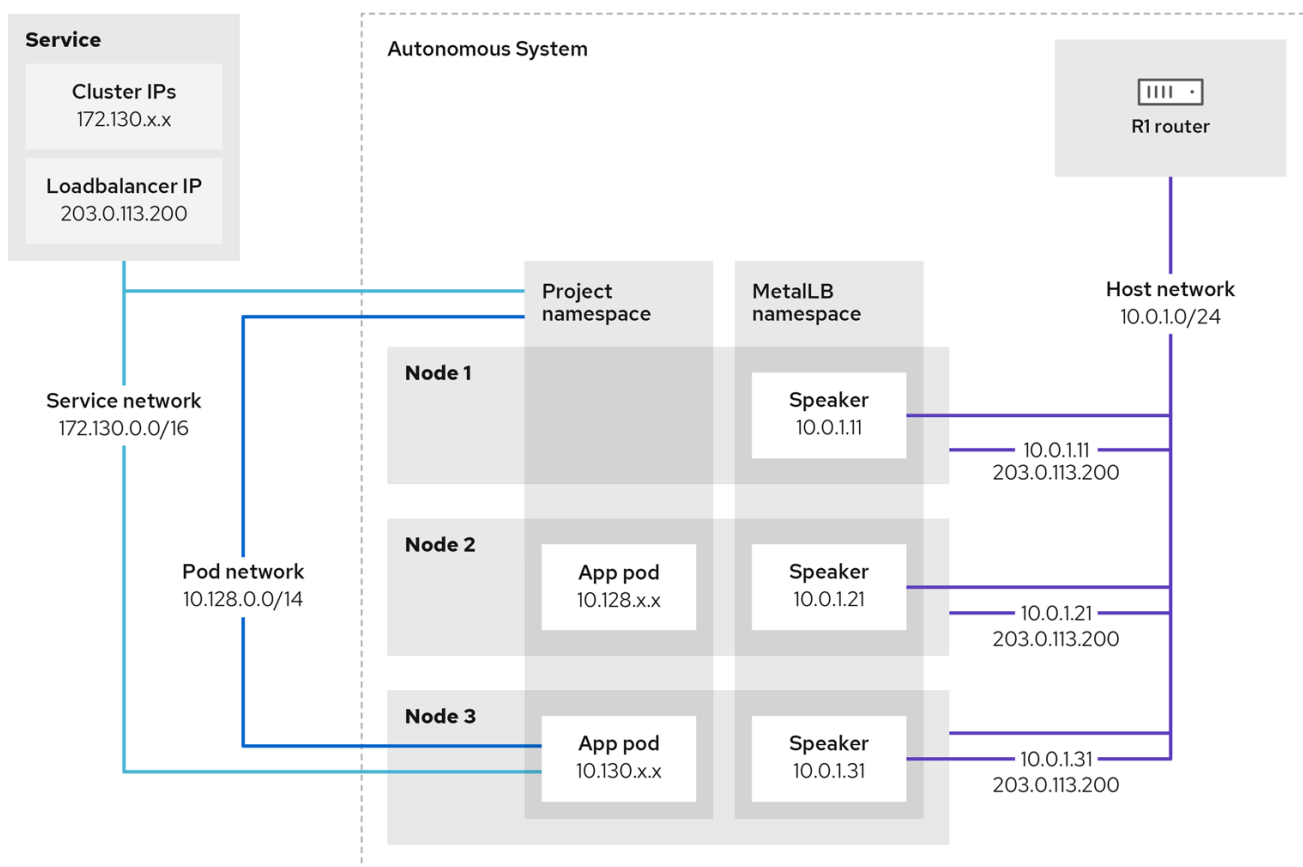 Service
Cluster IPs
172.130.x.x
Loadbalancer IP
203.0.113.200
Autonomous System
R1 router
Host network
10.0.1.0/24
Project
namespace
MetalLB
namespace
Service network
172.130.0.0/16
Pod network
10.128.0.0/14
Node 1
Speaker
10.0.1.11
10.0.1.11
203.0.113.200
Node 2
App pod
10.128.x.x
Speaker
10.0.1.21
10.0.1.21
203.0.113.200
Node 3
App pod
10.130.x.x
Speaker
10.0.1.31
10.0.1.31
203.0.113.200